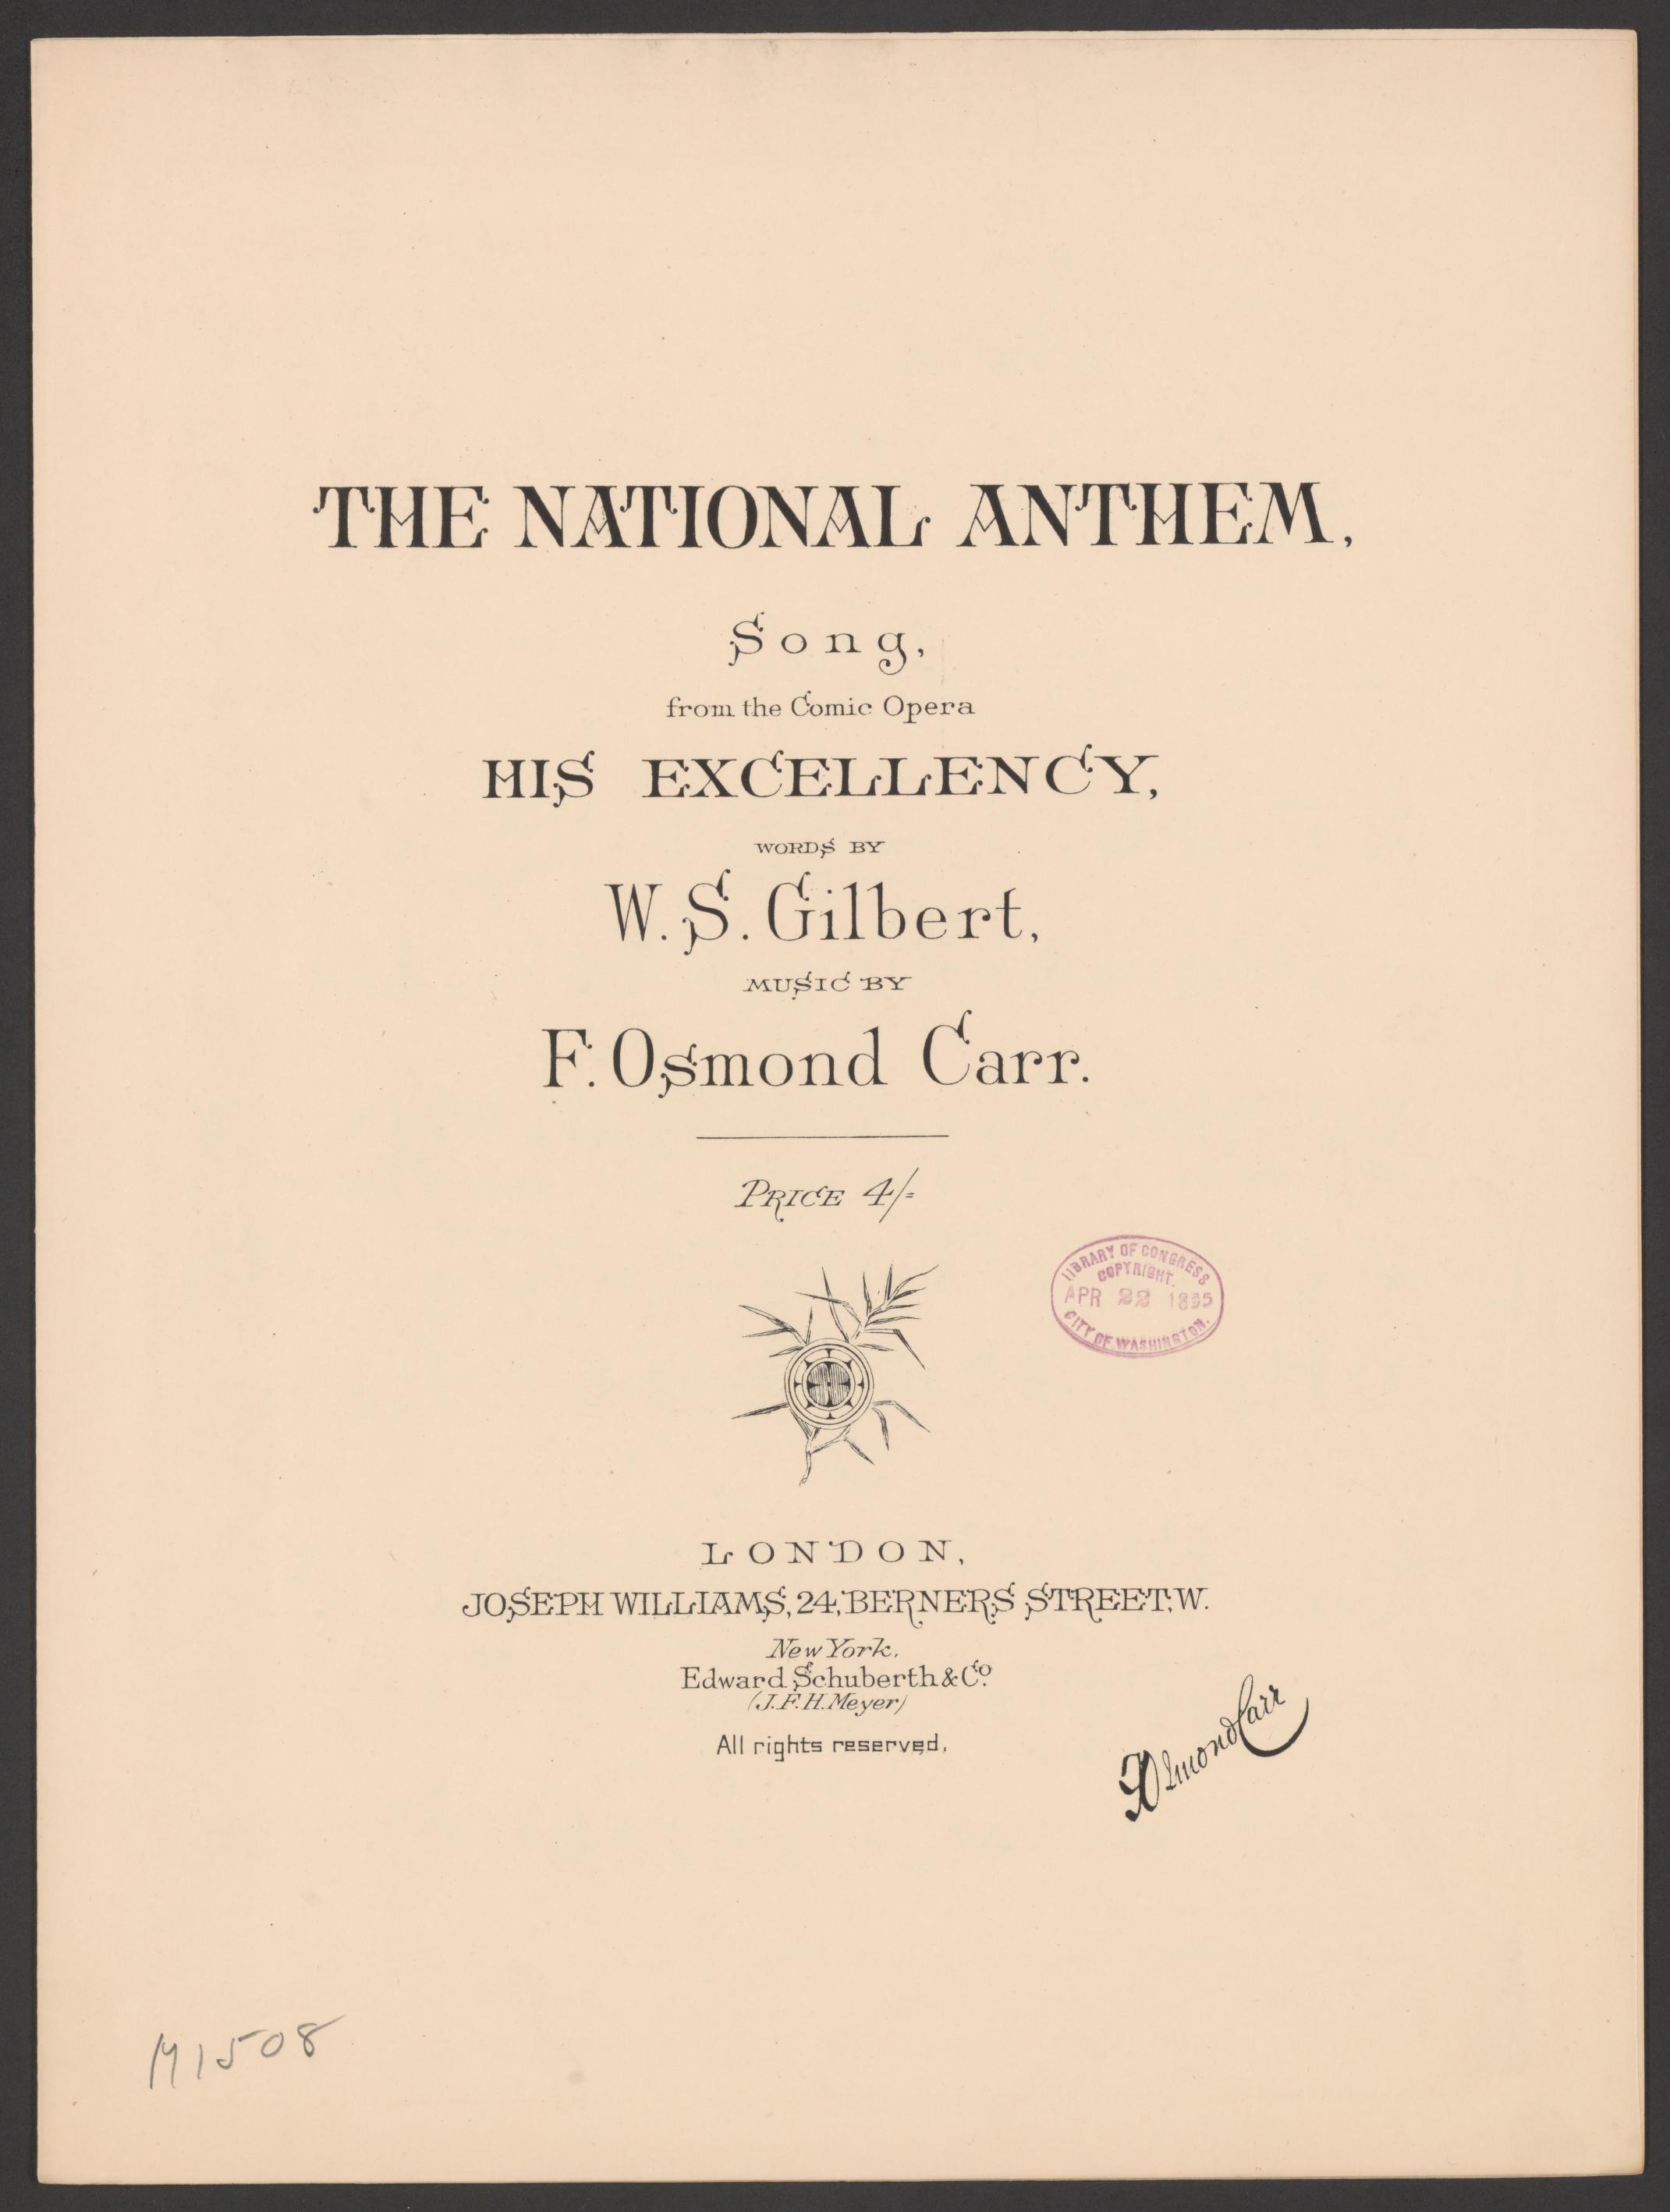 THE NATIONAL ANTHEM,
Song,
from the Comic Opera
HIS EXCELLENCY,
WORDS BY
W. S. Gilbert,
MUSIC BY
F. Osmond Carr.
PRICE 4/=
LIBRARY OF CONGRESS
COPYRIGHT.
APR 22 1895
CITY OF WASHINGTON.
LONDON,
JOSEPH WILLIAMS, 24, BERNERS STREET, W.
New York.
Edward Schuberth & Co.
(J. F. H. Meyer)
All rights reserved.
F Osmond Carr
M1508